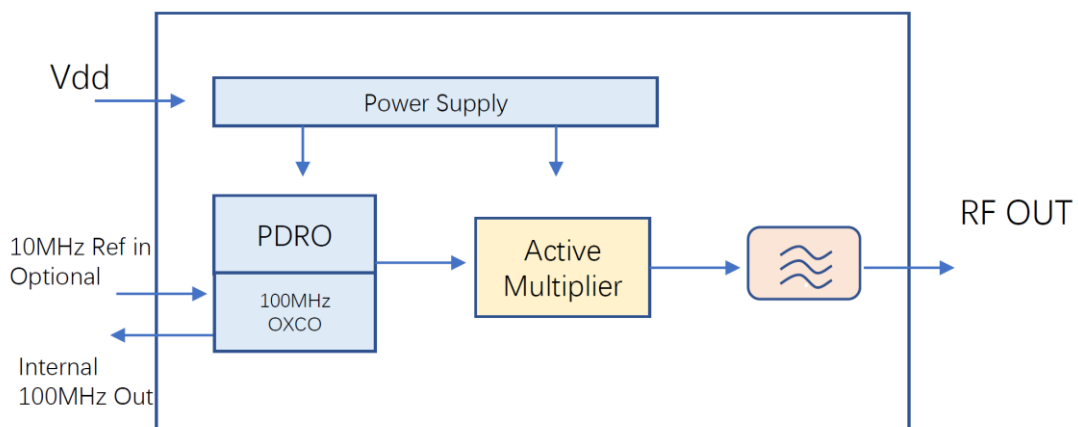 Vdd
Power Supply
PDRO
10MHz Ref in
Optional
100MHz
OXCO
Active
Multiplier
RF OUT
Internal
100MHz Out